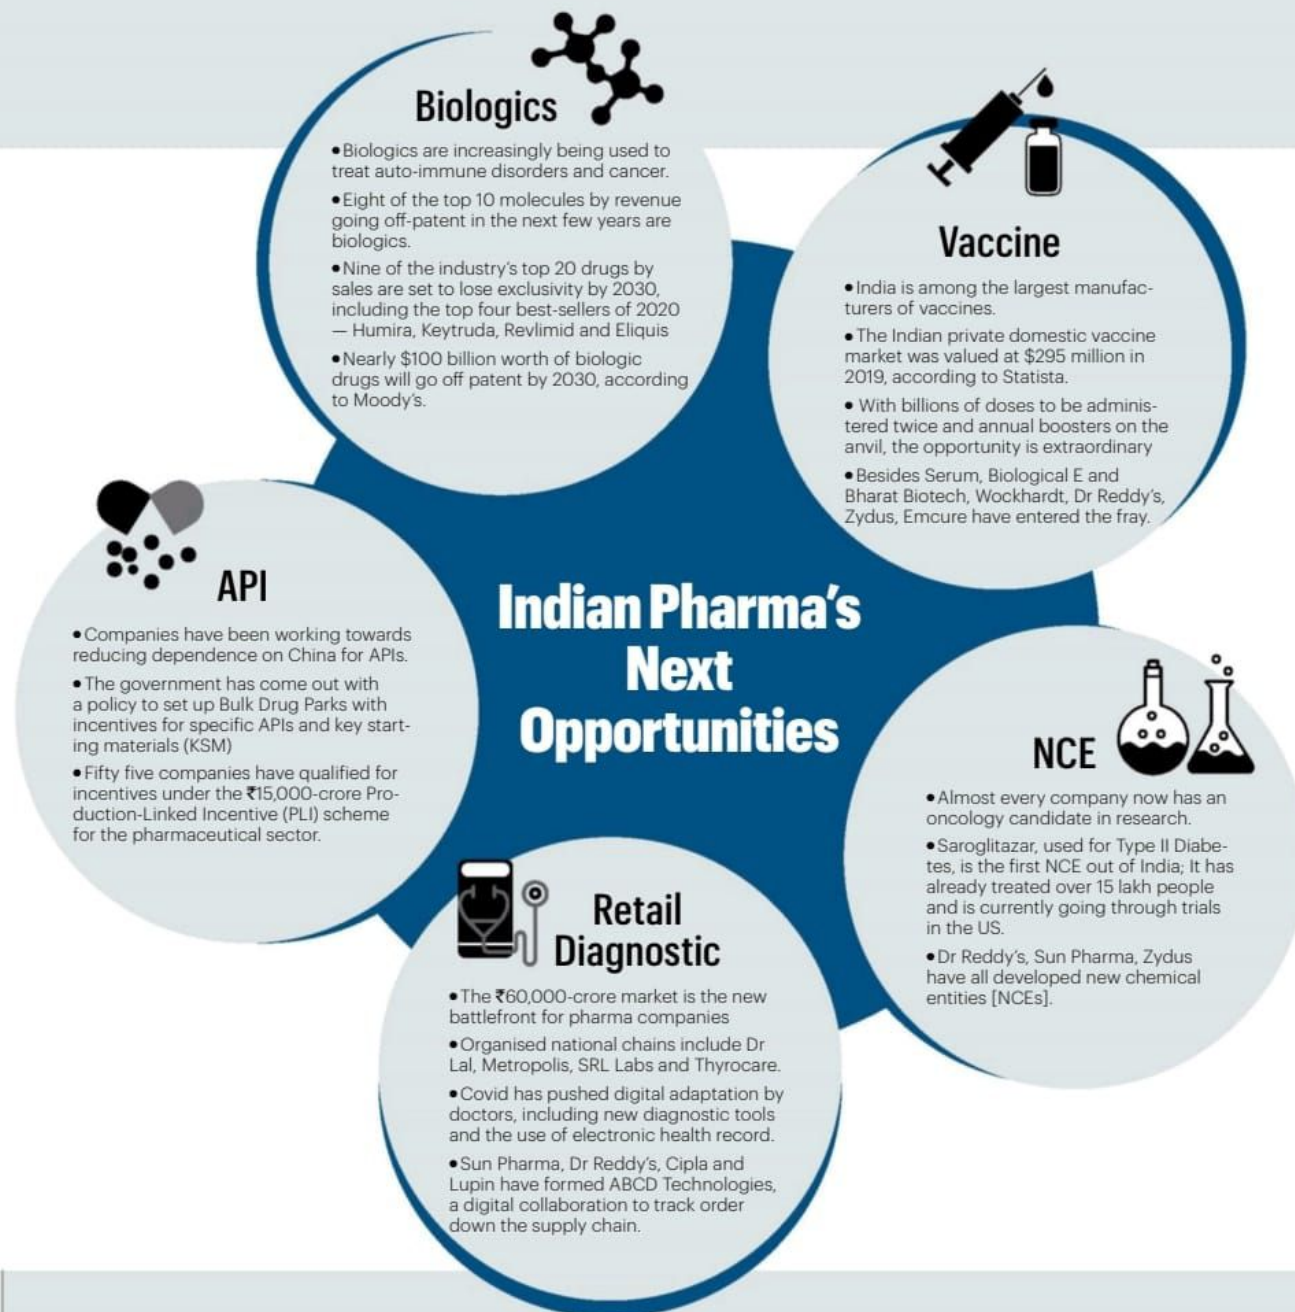 Biologics
•Biologics are increasingly being used to
treat auto-immune disorders and cancer.
•Eight of the top 10 molecules by revenue
going off-patent in the next few years are
biologics.
•Nine of the industry's top 20 drugs by
sales are set to lose exclusivity by 2030,
including the top four best-sellers of 2020
— Humira, Keytruda, Revlimid and Eliquis
•Nearly $100 billion worth of biologic
drugs will go off patent by 2030, according
to Moody's.
Vaccine
•India is among the largest manufac-
turers of vaccines.
•The Indian private domestic vaccine
market was valued at $295 million in
2019, according to Statista.
• With billions of doses to be adminis-
tered twice and annual boosters on the
anvil, the opportunity is extraordinary
•Besides Serum, Biological E and
Bharat Biotech, Wockhardt, Dr Reddy's,
Zydus, Emcure have entered the fray.
API
•Companies have been working towards
reducing dependence on China for APIs.
•The government has come out with
a policy to set up Bulk Drug Parks with
incentives for specific APIs and key start-
ing materials (KSM)
•Fifty five companies have qualified for
incentives under the ₹15,000-crore Pro-
duction-Linked Incentive (PLI) scheme
for the pharmaceutical sector.
Indian Pharma's
Next
Opportunities
NCE
•Almost every company now has an
oncology candidate in research.
•Saroglitazar, used for Type II Diabe-
tes, is the first NCE out of India; It has
already treated over 15 lakh people
and is currently going through trials
in the US.
•Dr Reddy's, Sun Pharma, Zydus
have all developed new chemical
entities [NCEs].
Retail
Diagnostic
•The ₹60,000-crore market is the new
battlefront for pharma companies
•Organised national chains include Dr
Lal, Metropolis, SRL Labs and Thyrocare.
•Covid has pushed digital adaptation by
doctors, including new diagnostic tools
and the use of electronic health record.
•Sun Pharma, Dr Reddy's, Cipla and
Lupin have formed ABCD Technologies,
a digital collaboration to track order
down the supply chain.